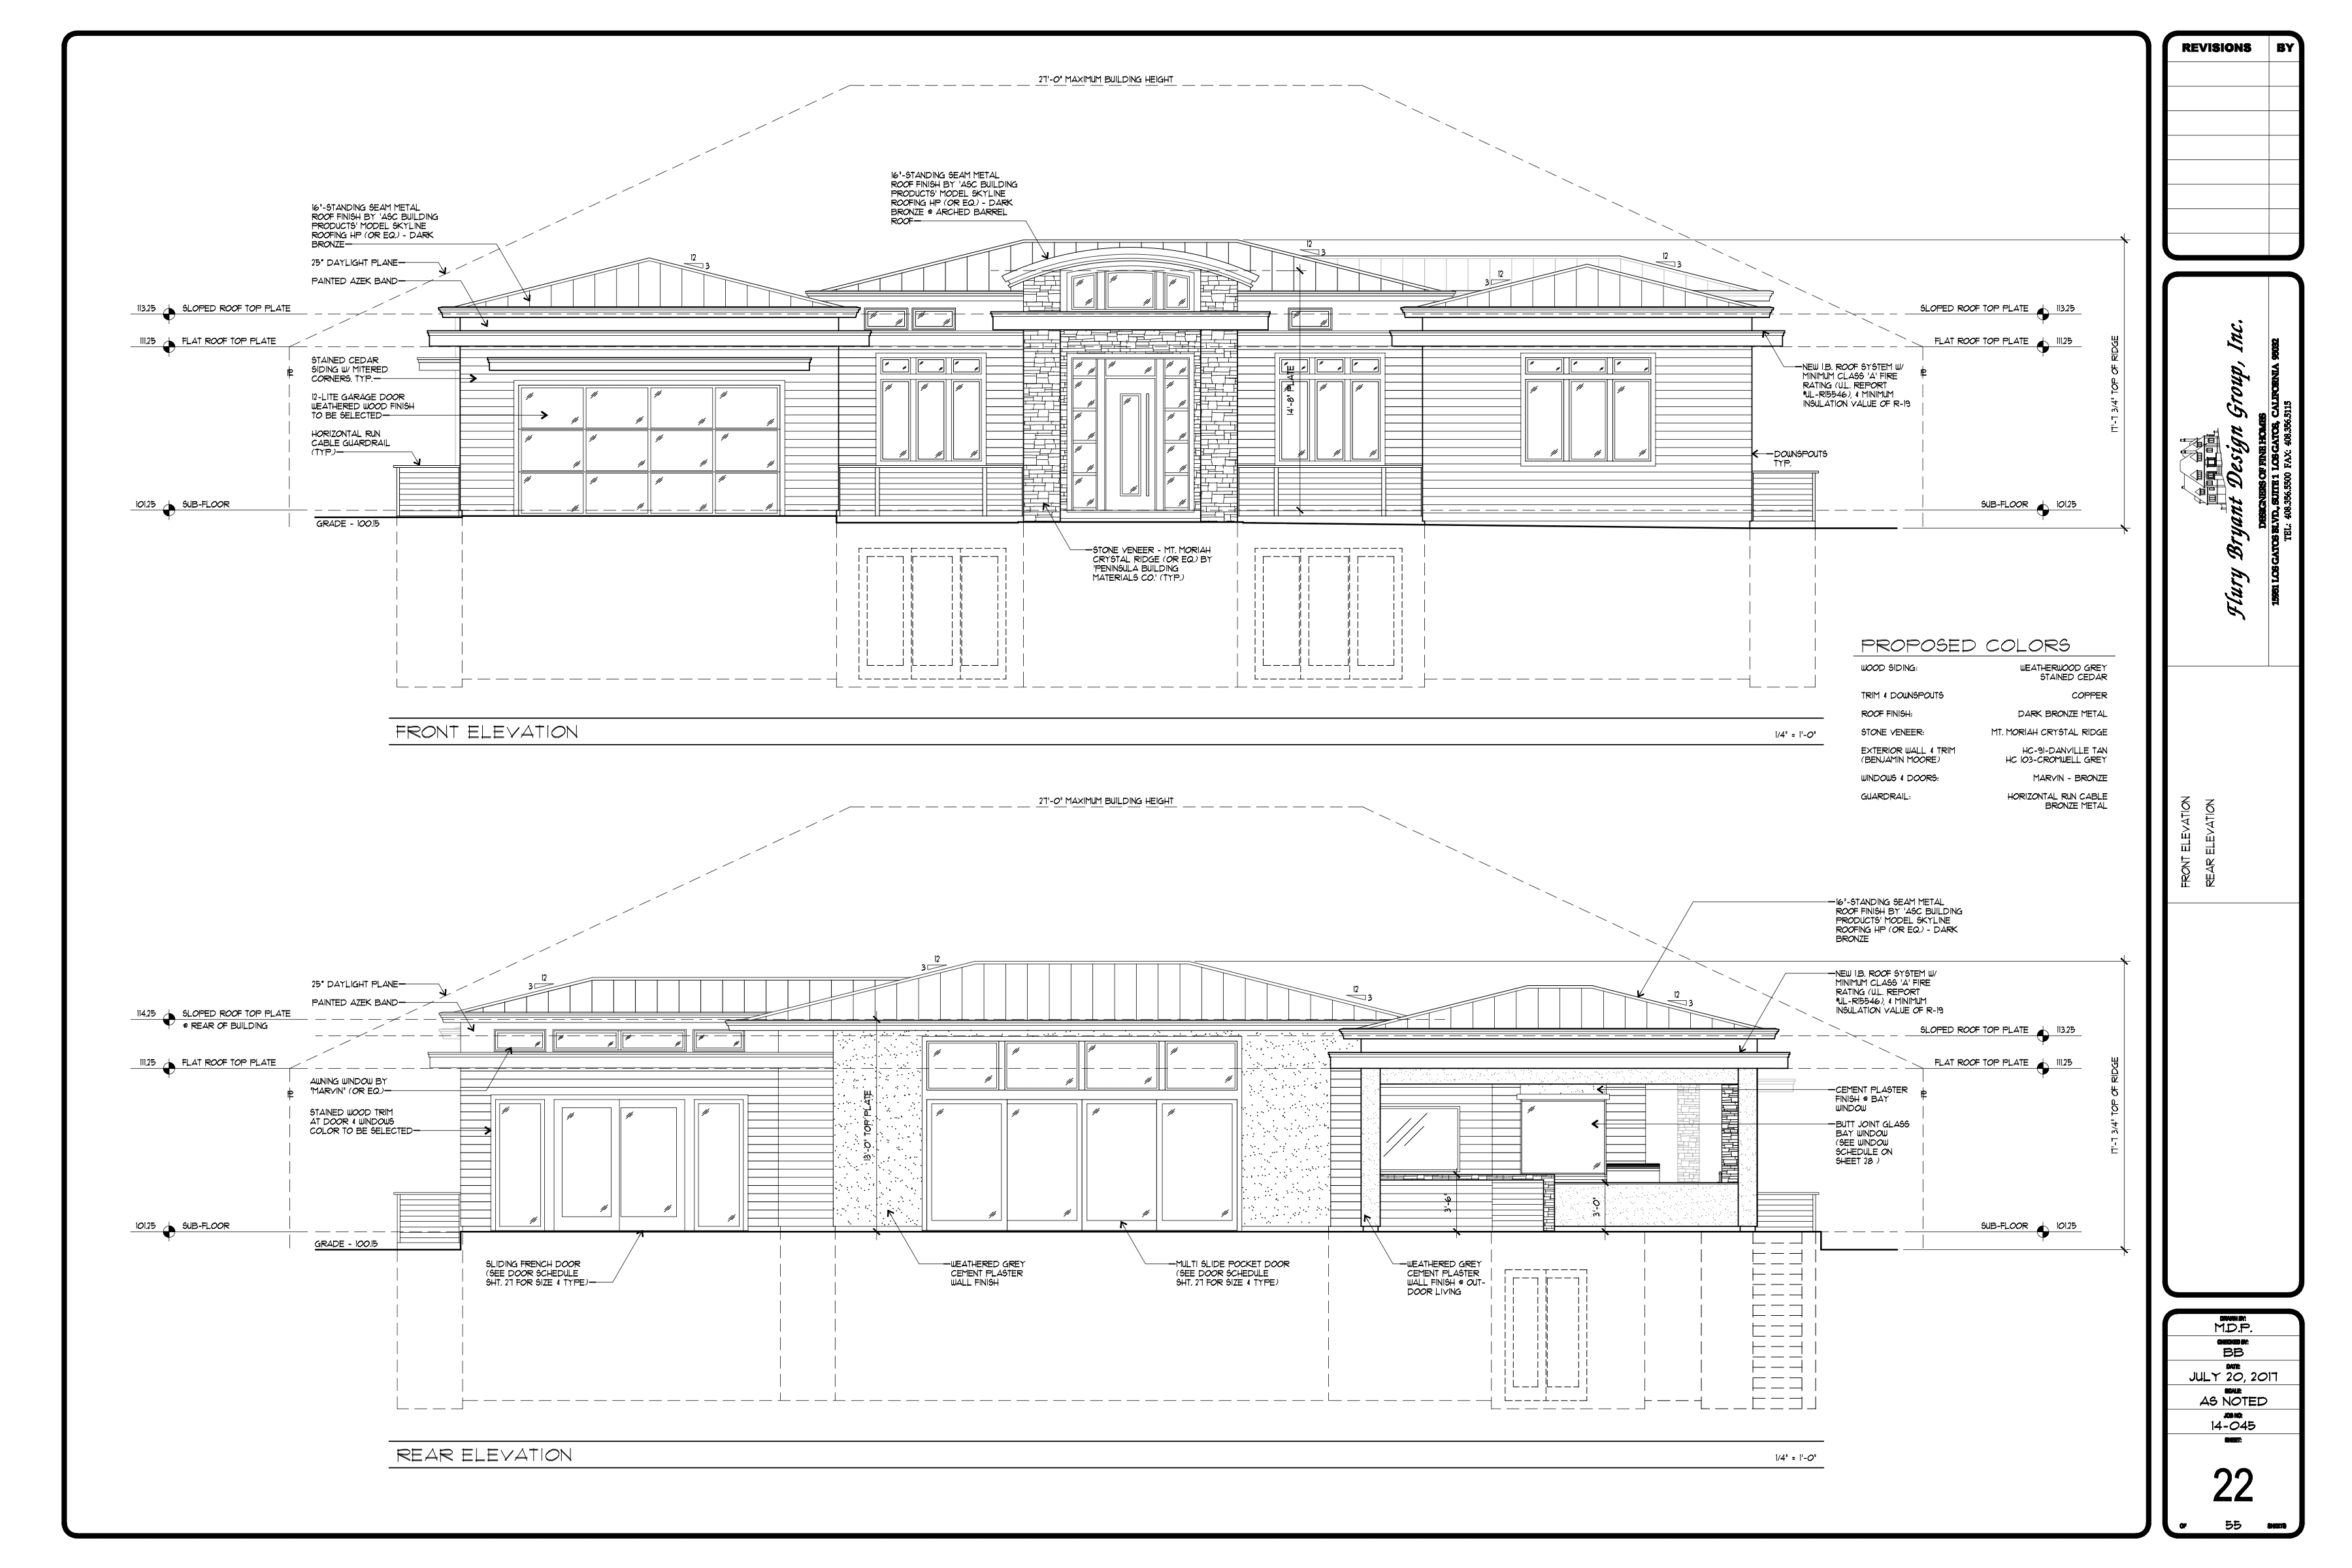 27'-0" MAXIMUM BUILDING HEIGHT
16"-STANDING SEAM METAL
ROOF FINISH BY 'ASC BUILDING
PRODUCTS' MODEL SKYLINE
ROOFING HP (OR EQ.) - DARK
BRONZE @ ARCHED BARREL
ROOF
16"-STANDING SEAM METAL
ROOF FINISH BY 'ASC BUILDING
PRODUCTS' MODEL SKYLINE
ROOFING HP (OR EQ.) - DARK
BRONZE
25° DAYLIGHT PLANE
PAINTED AZEK BAND
12
3
12
3
12
3
12
3
113.25 SLOPED ROOF TOP PLATE
111.25 FLAT ROOF TOP PLATE
SLOPED ROOF TOP PLATE 113.25
FLAT ROOF TOP PLATE 111.25
STAINED CEDAR
SIDING W/ MITERED
CORNERS, TYP.
12-LITE GARAGE DOOR
WEATHERED WOOD FINISH
TO BE SELECTED
HORIZONTAL RUN
CABLE GUARDRAIL
(TYP.)
14'-8" PLATE
NEW I.B. ROOF SYSTEM W/
MINIMUM CLASS 'A' FIRE
RATING (U.L. REPORT
#UL-R15546), & MINIMUM
INSULATION VALUE OF R-19
DOWNSPOUTS
TYP.
17'-7 3/4" TOP OF RIDGE
101.25 SUB-FLOOR
SUB-FLOOR 101.25
GRADE - 100.15
STONE VENEER - MT. MORIAH
CRYSTAL RIDGE (OR EQ.) BY
'PENINSULA BUILDING
MATERIALS CO.' (TYP.)
FRONT ELEVATION
1/4" = 1'-0"
PROPOSED COLORS
WOOD SIDING: WEATHERWOOD GREY
STAINED CEDAR
TRIM & DOWNSPOUTS COPPER
ROOF FINISH: DARK BRONZE METAL
STONE VENEER: MT. MORIAH CRYSTAL RIDGE
EXTERIOR WALL & TRIM HC-91-DANVILLE TAN
(BENJAMIN MOORE) HC 103-CROMWELL GREY
WINDOWS & DOORS: MARVIN - BRONZE
GUARDRAIL: HORIZONTAL RUN CABLE
BRONZE METAL
27'-0" MAXIMUM BUILDING HEIGHT
16"-STANDING SEAM METAL
ROOF FINISH BY 'ASC BUILDING
PRODUCTS' MODEL SKYLINE
ROOFING HP (OR EQ.) - DARK
BRONZE
NEW I.B. ROOF SYSTEM W/
MINIMUM CLASS 'A' FIRE
RATING (U.L. REPORT
#UL-R15546), & MINIMUM
INSULATION VALUE OF R-19
25° DAYLIGHT PLANE
PAINTED AZEK BAND
12
3
12
3
12
3
12
3
114.25 SLOPED ROOF TOP PLATE
@ REAR OF BUILDING
111.25 FLAT ROOF TOP PLATE
SLOPED ROOF TOP PLATE 113.25
FLAT ROOF TOP PLATE 111.25
AWNING WINDOW BY
"MARVIN" (OR EQ.)
STAINED WOOD TRIM
AT DOOR & WINDOWS
COLOR TO BE SELECTED
13'-0" TOP PLATE
3'-6"
3'-0"
CEMENT PLASTER
FINISH @ BAY
WINDOW
BUTT JOINT GLASS
BAY WINDOW
(SEE WINDOW
SCHEDULE ON
SHEET 28 )
17'-7 3/4" TOP OF RIDGE
101.25 SUB-FLOOR
SUB-FLOOR 101.25
GRADE - 100.15
SLIDING FRENCH DOOR
(SEE DOOR SCHEDULE
SHT. 27 FOR SIZE & TYPE)
WEATHERED GREY
CEMENT PLASTER
WALL FINISH
MULTI SLIDE POCKET DOOR
(SEE DOOR SCHEDULE
SHT. 27 FOR SIZE & TYPE)
WEATHERED GREY
CEMENT PLASTER
WALL FINISH @ OUT-
DOOR LIVING
REAR ELEVATION
1/4" = 1'-0"
REVISIONS BY
Flury Bryant Design Group, Inc.
DESIGNERS OF FINE HOMES
15951 LOS GATOS BLVD., SUITE 1 LOS GATOS, CALIFORNIA 95032
TEL: 408.356.5500 FAX: 408.356.5115
FRONT ELEVATION
REAR ELEVATION
DRAWN BY:
M.D.P.
CHECKED BY:
BB
DATE:
JULY 20, 2017
SCALE:
AS NOTED
JOB NO:
14-045
SHEET:
22
OF 55 SHEETS